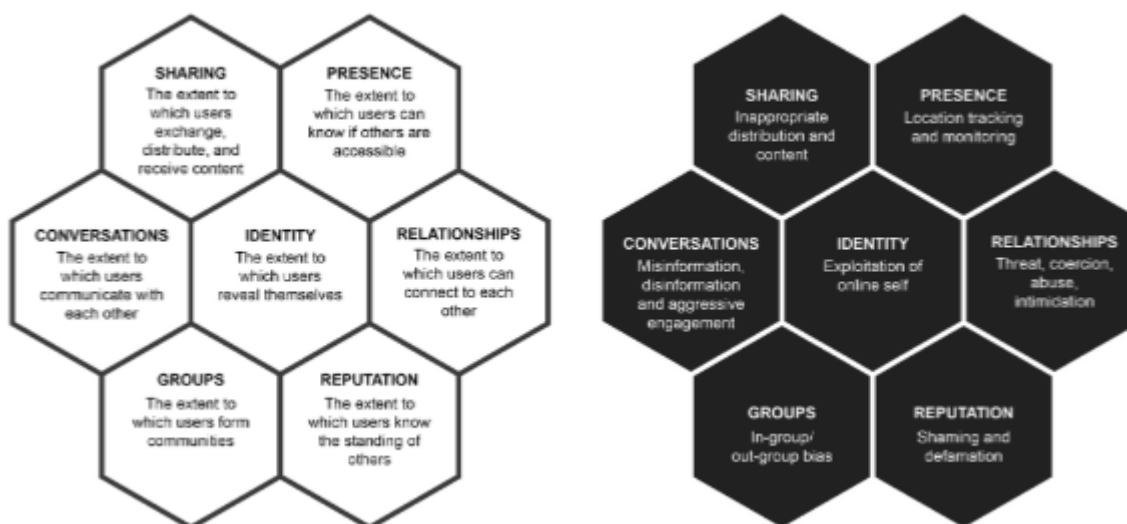 SHARING
The extent to
which users
exchange,
distribute, and
receive content
PRESENCE
The extent to
which users can
know if others are
accessible
CONVERSATIONS
The extent to
which users
communicate with
each other
IDENTITY
The extent to
which users
reveal themselves
RELATIONSHIPS
The extent to
which users can
connect to each
other
GROUPS
The extent to
which users form
communities
REPUTATION
The extent to
which users know
the standing of
others
SHARING
Inappropriate
distribution and
content
PRESENCE
Location tracking
and monitoring
CONVERSATIONS
Misinformation,
disinformation
and aggressive
engagement
IDENTITY
Exploitation of
online self
RELATIONSHIPS
Threat, coercion,
abuse,
intimidation
GROUPS
In-group/
out-group bias
REPUTATION
Shaming and
defamation